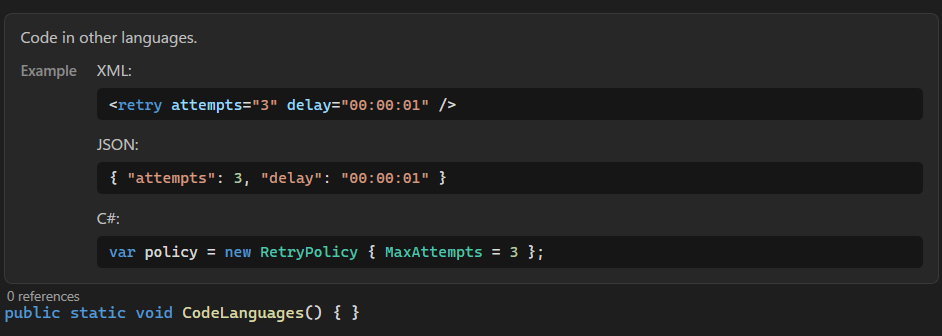 Code in other languages.
Example
XML:
<retry attempts="3" delay="00:00:01" />
JSON:
{ "attempts": 3, "delay": "00:00:01" }
C#:
var policy = new RetryPolicy { MaxAttempts = 3 };
0 references
public static void CodeLanguages() { }